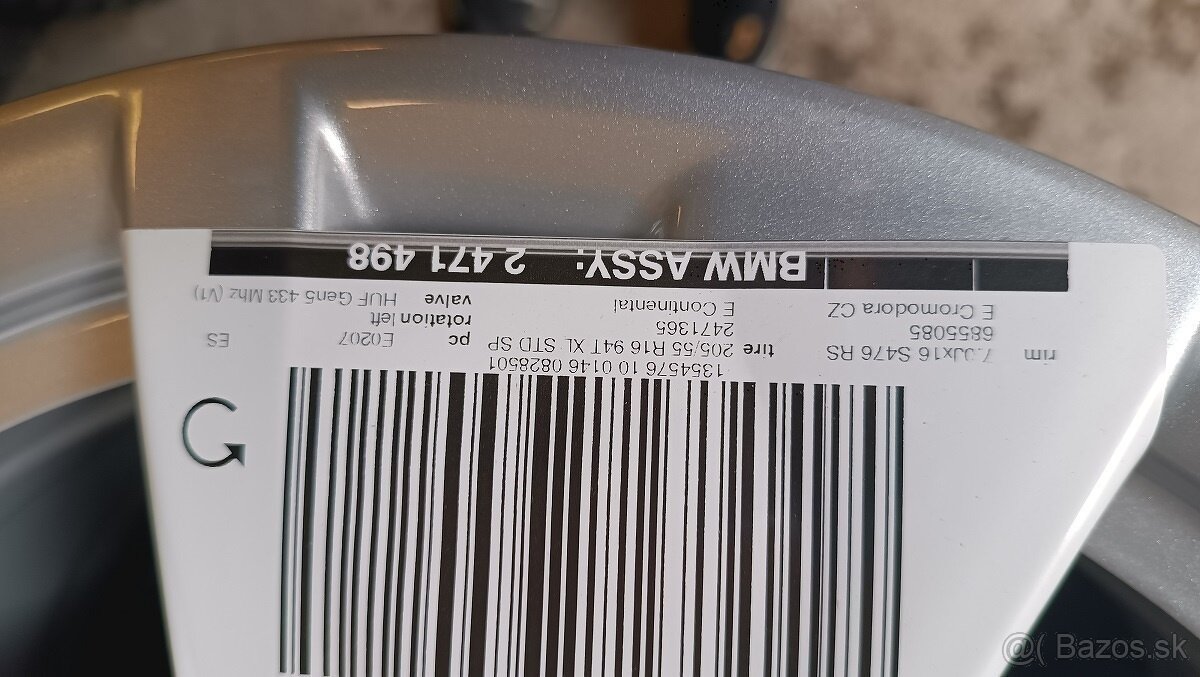 1354576 10 0146 0828501
rim 7.0Jx16 S476 RS tire 205/55 R16 94T XL STD SP pc E0207 ES
6855085 2471365 rotation left
E Cromodora CZ E Continental valve HUF Gen5 433 Mhz (V1)
BMW ASSY: 2 471 498
@( Bazos.sk